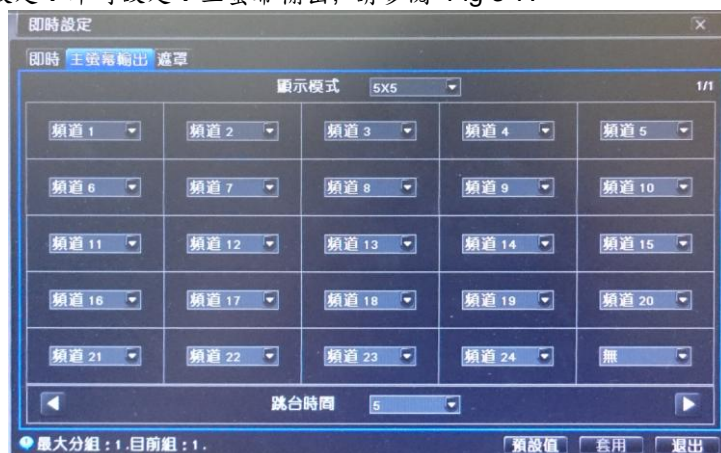 即時設定
即時 主螢幕輸出 遮罩
顯示模式 5X5 1/1
頻道 1 頻道 2 頻道 3 頻道 4 頻道 5
頻道 6 頻道 7 頻道 8 頻道 9 頻道 10
頻道 11 頻道 12 頻道 13 頻道 14 頻道 15
頻道 16 頻道 17 頻道 18 頻道 19 頻道 20
頻道 21 頻道 22 頻道 23 頻道 24 無
跳台時間 5
最大分組:1.目前組:1. 預設值 套用 退出